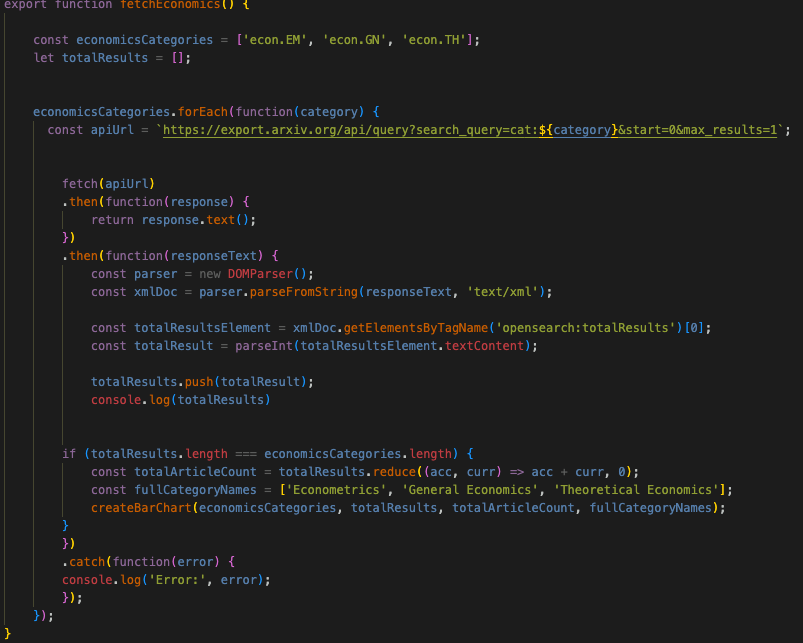 export function fetchEconomics() {
const economicsCategories = ['econ.EM', 'econ.GN', 'econ.TH'];
let totalResults = [];
economicsCategories.forEach(function(category) {
const apiUrl = `https://export.arxiv.org/api/query?search_query=cat:${category}&start=0&max_results=1`;
fetch(apiUrl)
.then(function(response) {
return response.text();
})
.then(function(responseText) {
const parser = new DOMParser();
const xmlDoc = parser.parseFromString(responseText, 'text/xml');
const totalResultsElement = xmlDoc.getElementsByTagName('opensearch:totalResults')[0];
const totalResult = parseInt(totalResultsElement.textContent);
totalResults.push(totalResult);
console.log(totalResults)
if (totalResults.length === economicsCategories.length) {
const totalArticleCount = totalResults.reduce((acc, curr) => acc + curr, 0);
const fullCategoryNames = ['Econometrics', 'General Economics', 'Theoretical Economics'];
createBarChart(economicsCategories, totalResults, totalArticleCount, fullCategoryNames);
}
})
.catch(function(error) {
console.log('Error:', error);
});
});
}